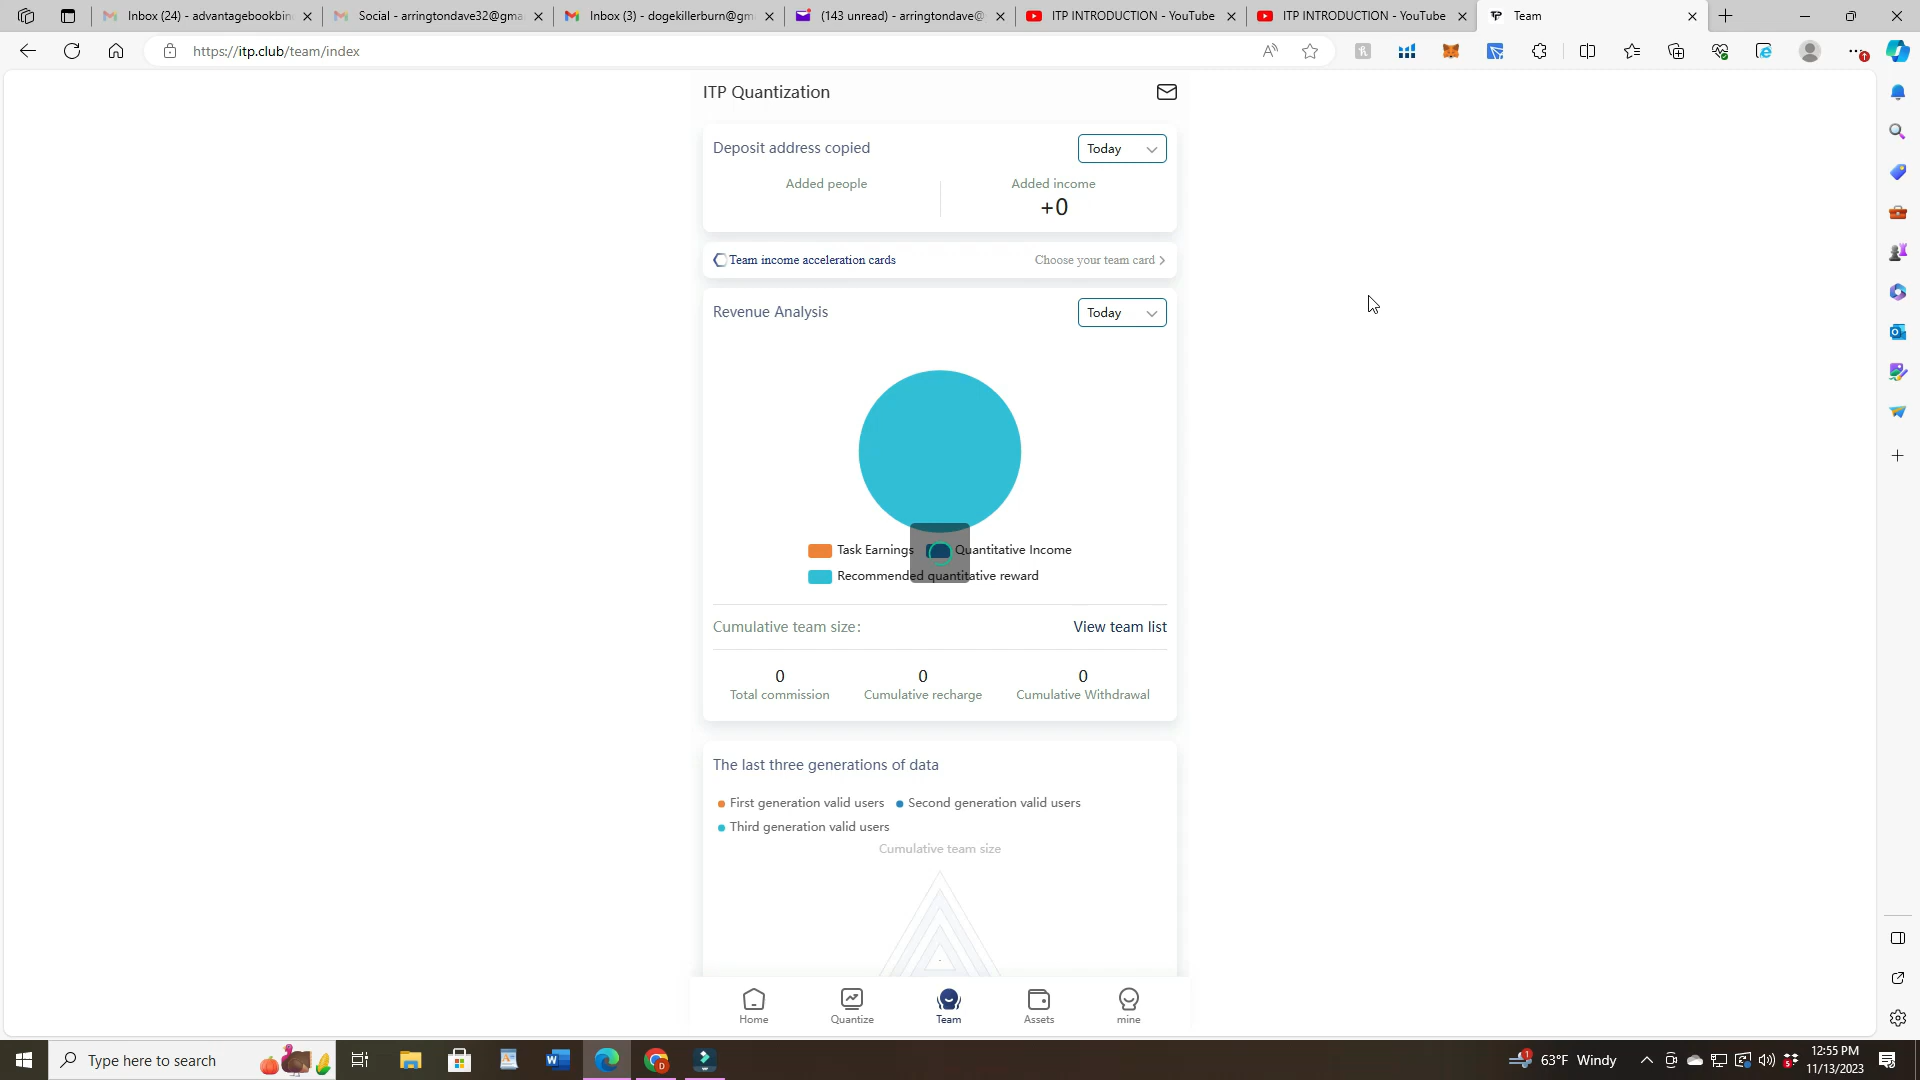 Inbox (24) - advantagebookbin
Social - arringtondave32@gma
Inbox (3) - dogekillerburn@gm
(143 unread) - arringtondave@
ITP INTRODUCTION - YouTube
ITP INTRODUCTION - YouTube
TP Team
https://itp.club/team/index
ITP Quantization
Deposit address copied
Today
Added people
Added income
+0
Team income acceleration cards
Choose your team card >
Revenue Analysis
Today
Task Earnings
Quantitative Income
Recommended quantitative reward
Cumulative team size:
View team list
0
0
0
Total commission
Cumulative recharge
Cumulative Withdrawal
The last three generations of data
First generation valid users
Second generation valid users
Third generation valid users
Cumulative team size
Home
Quantize
Team
Assets
mine
Type here to search
63°F Windy
12:55 PM
11/13/2023